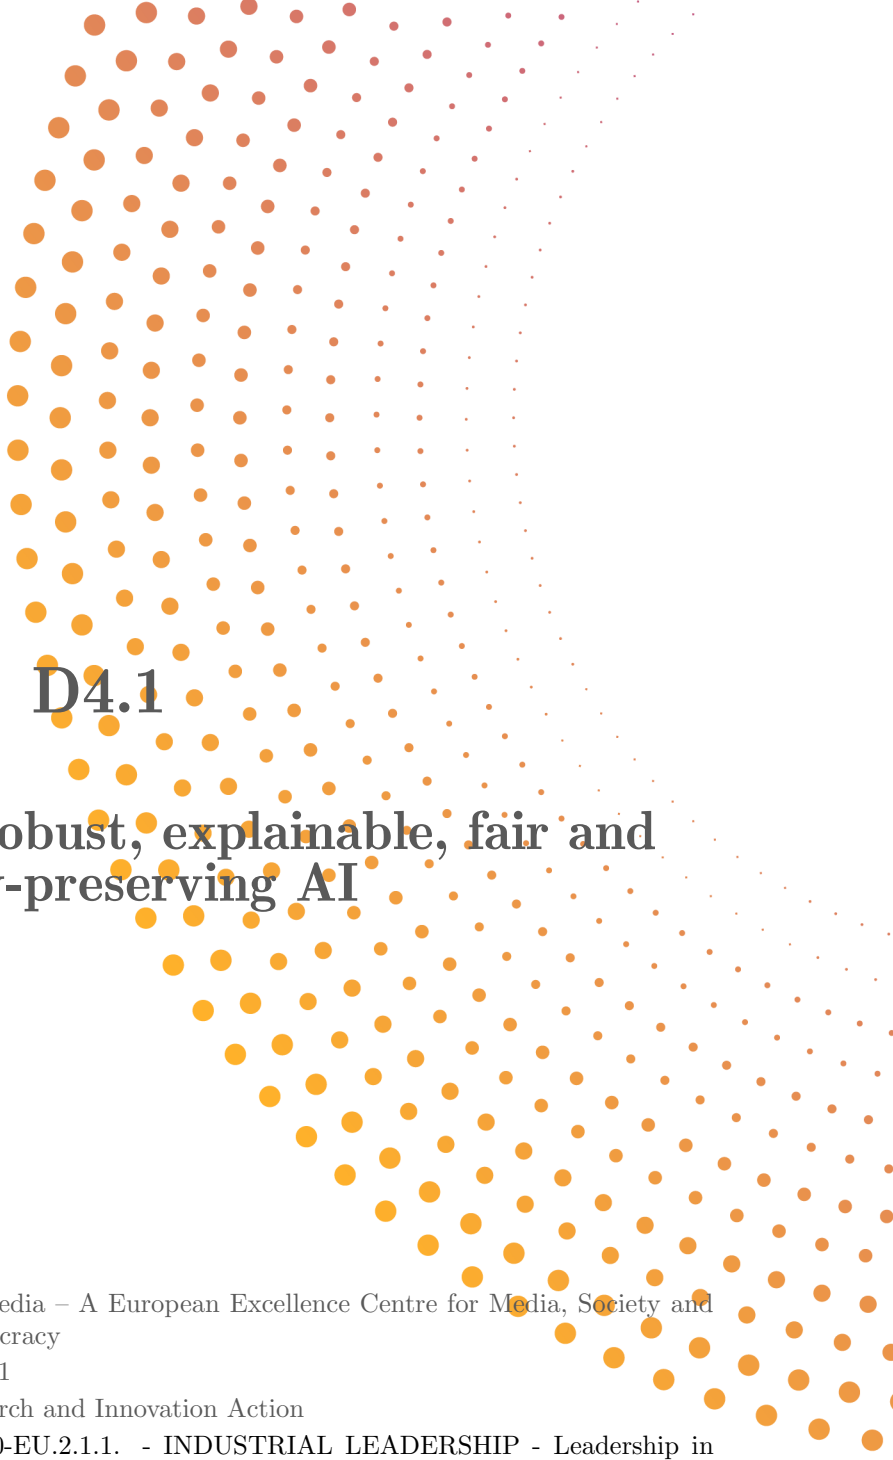 D4.1
obust, explainable, fair and
y-preserving AI
edia – A European Excellence Centre for Media, Society and
cracy
1
rch and Innovation Action
0-EU.2.1.1. - INDUSTRIAL LEADERSHIP - Leadership in